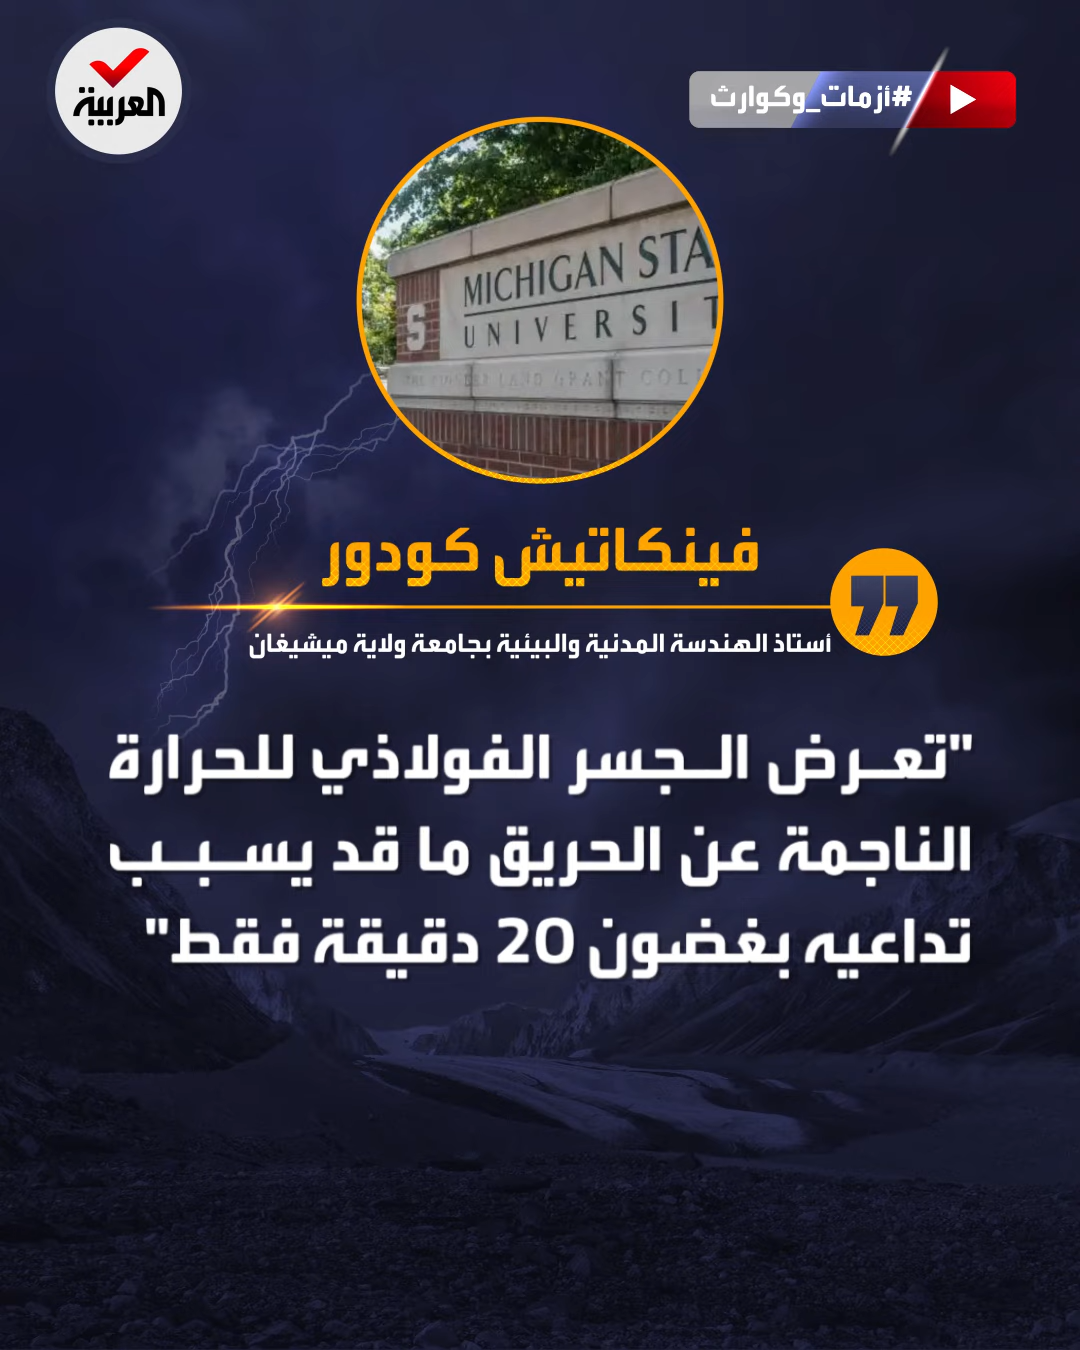 العربية
#أزمات_وكوارث
MICHIGAN STA
UNIVERSIT
S
فينكاتيش كودور
أستاذ الهندسة المدنية والبيئية بجامعة ولاية ميشيغان
"تعرض الجسر الفولاذي للحرارة
الناجمة عن الحريق ما قد يسبب
تداعيه بغضون 20 دقيقة فقط"